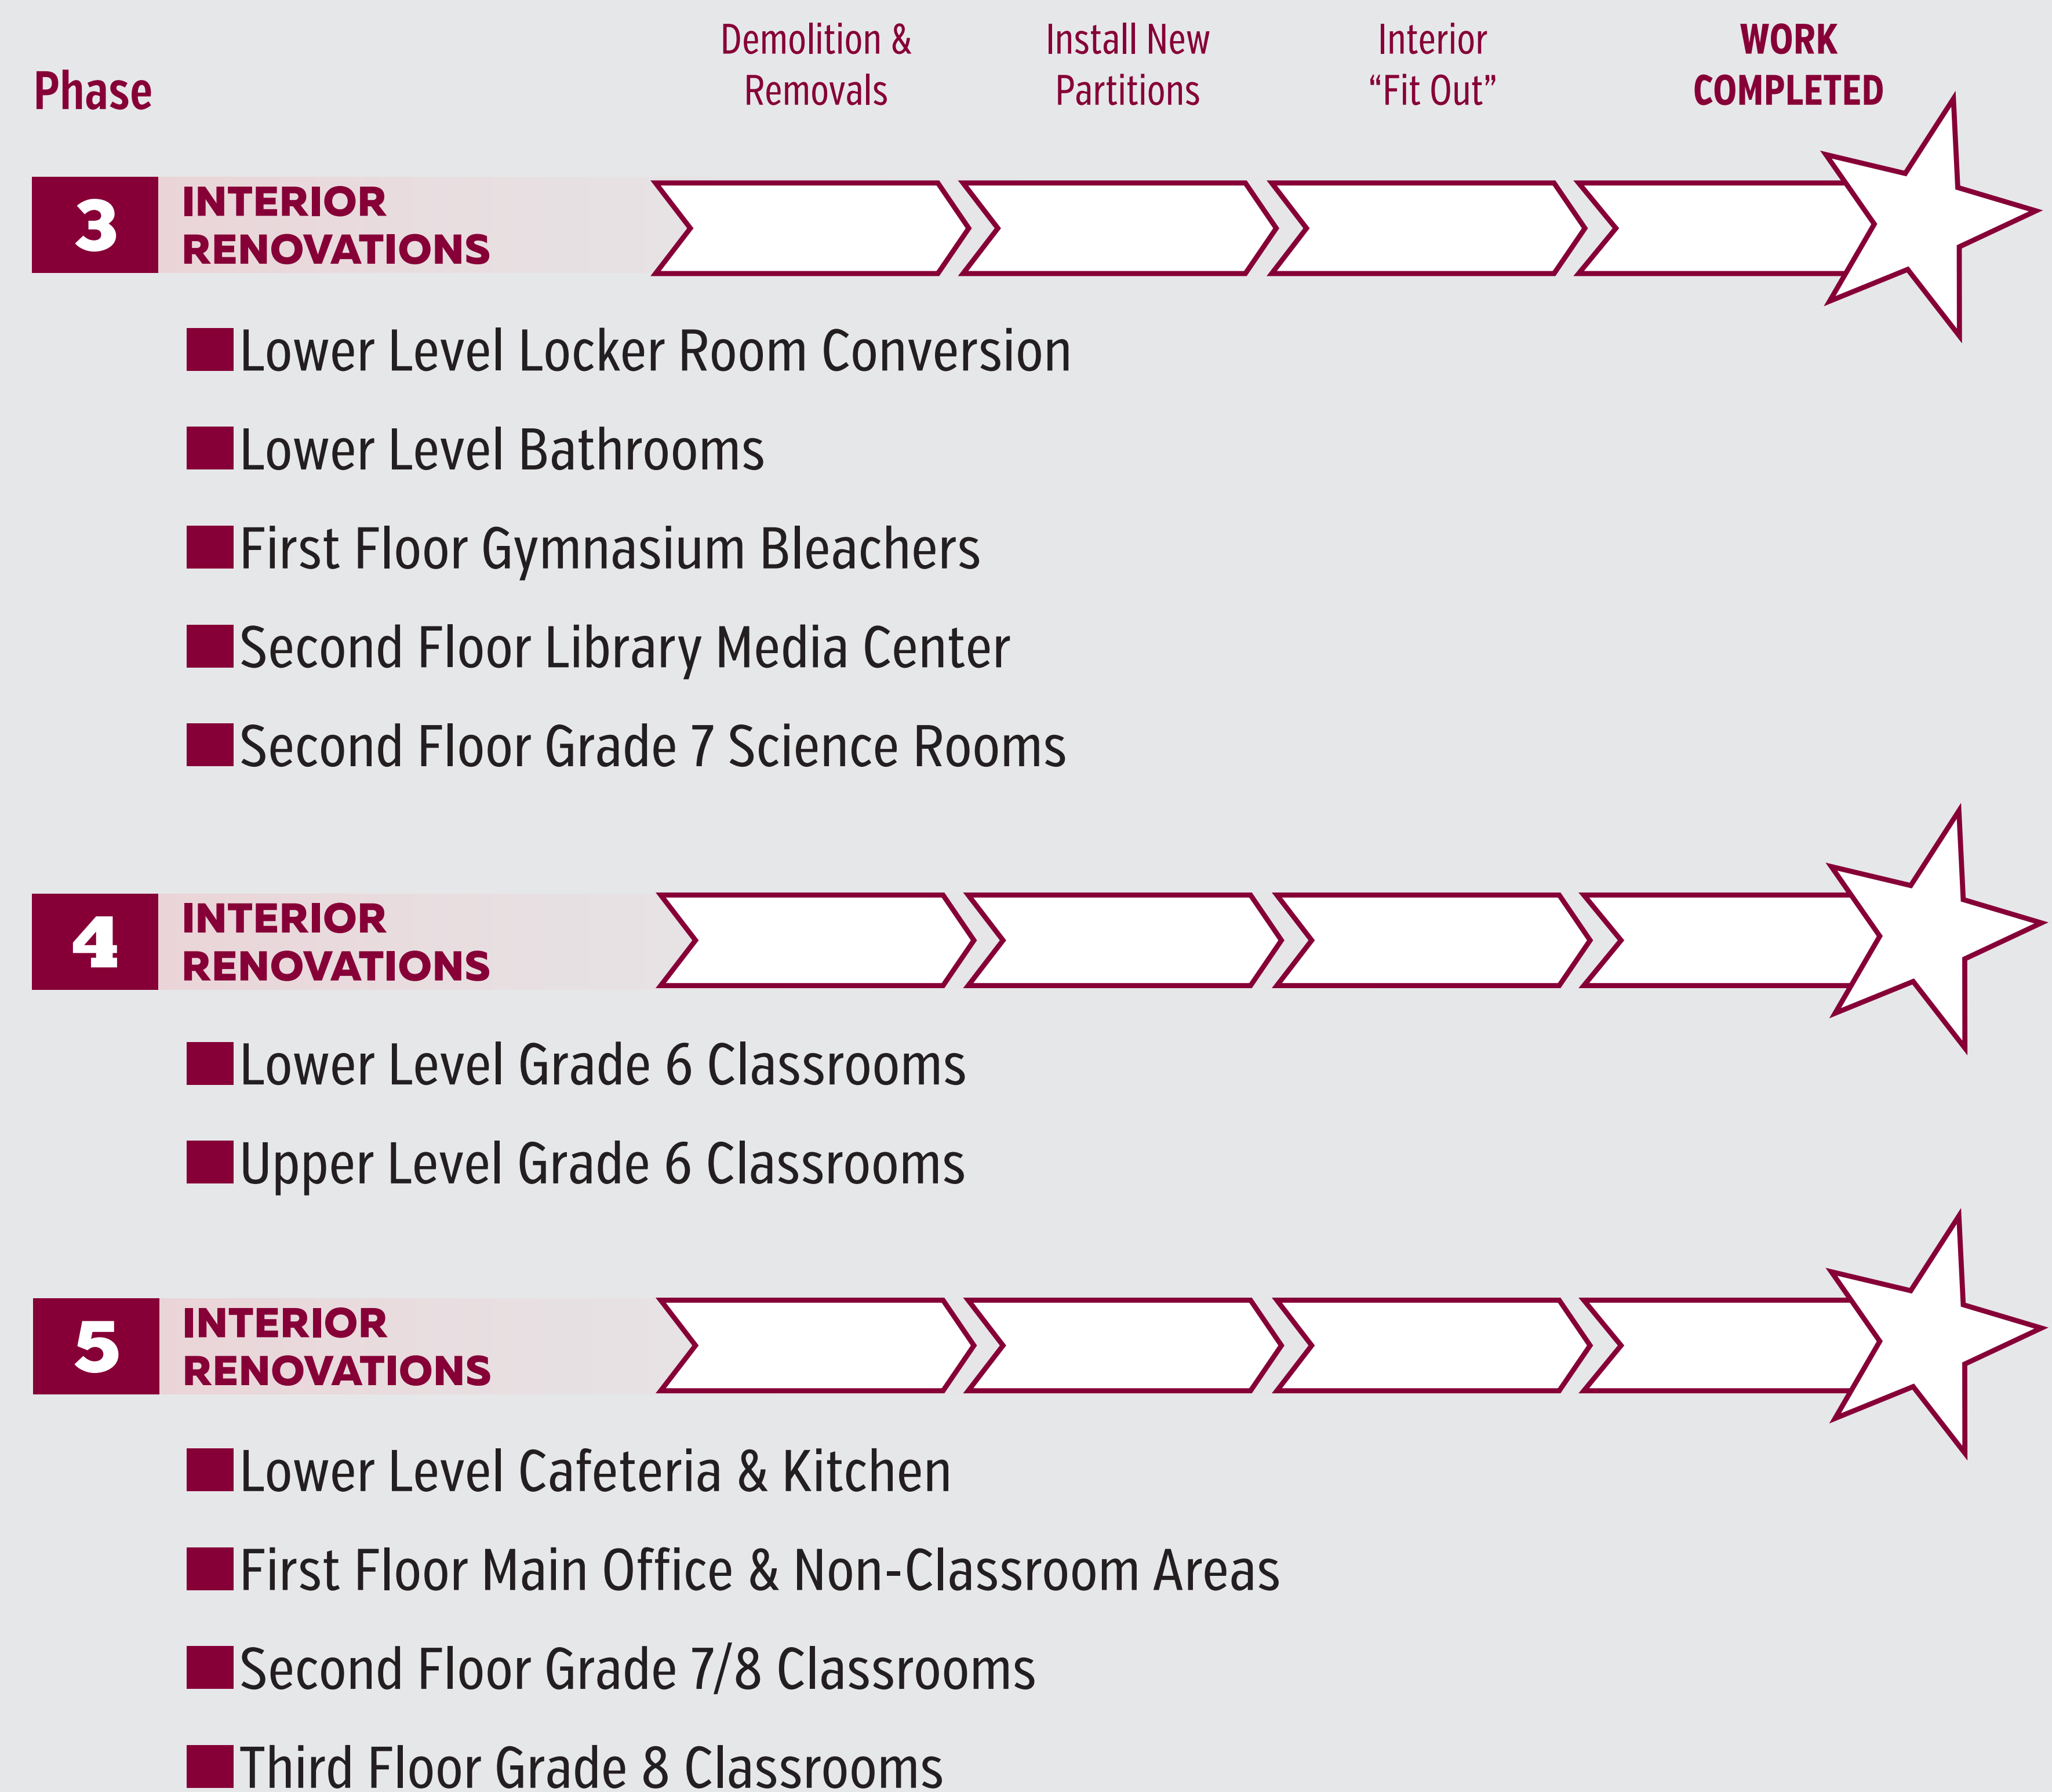 Phase
Demolition &
Removals
Install New
Partitions
Interior
“Fit Out”
WORK
COMPLETED
3
INTERIOR
RENOVATIONS
Lower Level Locker Room Conversion
Lower Level Bathrooms
First Floor Gymnasium Bleachers
Second Floor Library Media Center
Second Floor Grade 7 Science Rooms
4
INTERIOR
RENOVATIONS
Lower Level Grade 6 Classrooms
Upper Level Grade 6 Classrooms
5
INTERIOR
RENOVATIONS
Lower Level Cafeteria & Kitchen
First Floor Main Office & Non-Classroom Areas
Second Floor Grade 7/8 Classrooms
Third Floor Grade 8 Classrooms